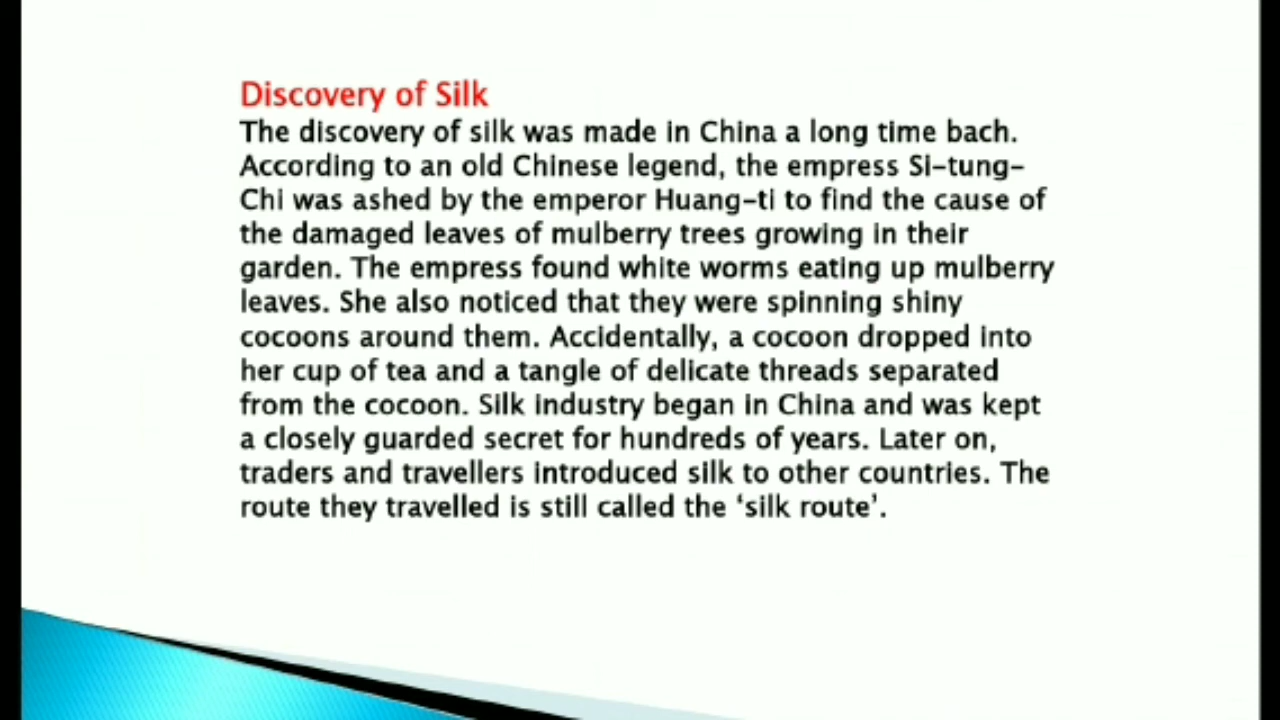 Discovery of Silk
The discovery of silk was made in China a long time bach.
According to an old Chinese legend, the empress Si-tung-
Chi was ashed by the emperor Huang-ti to find the cause of
the damaged leaves of mulberry trees growing in their
garden. The empress found white worms eating up mulberry
leaves. She also noticed that they were spinning shiny
cocoons around them. Accidentally, a cocoon dropped into
her cup of tea and a tangle of delicate threads separated
from the cocoon. Silk industry began in China and was kept
a closely guarded secret for hundreds of years. Later on,
traders and travellers introduced silk to other countries. The
route they travelled is still called the ‘silk route’.